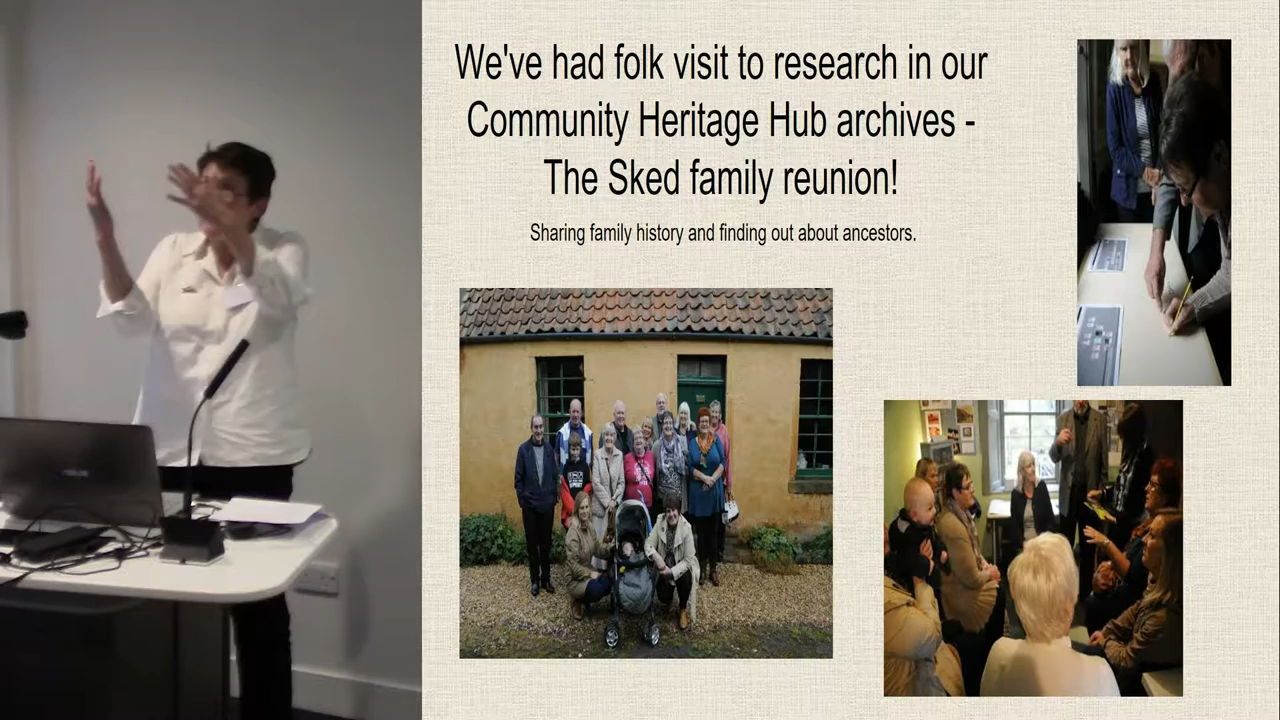 We've had folk visit to research in our
Community Heritage Hub archives -
The Sked family reunion!
Sharing family history and finding out about ancestors.
ASUS